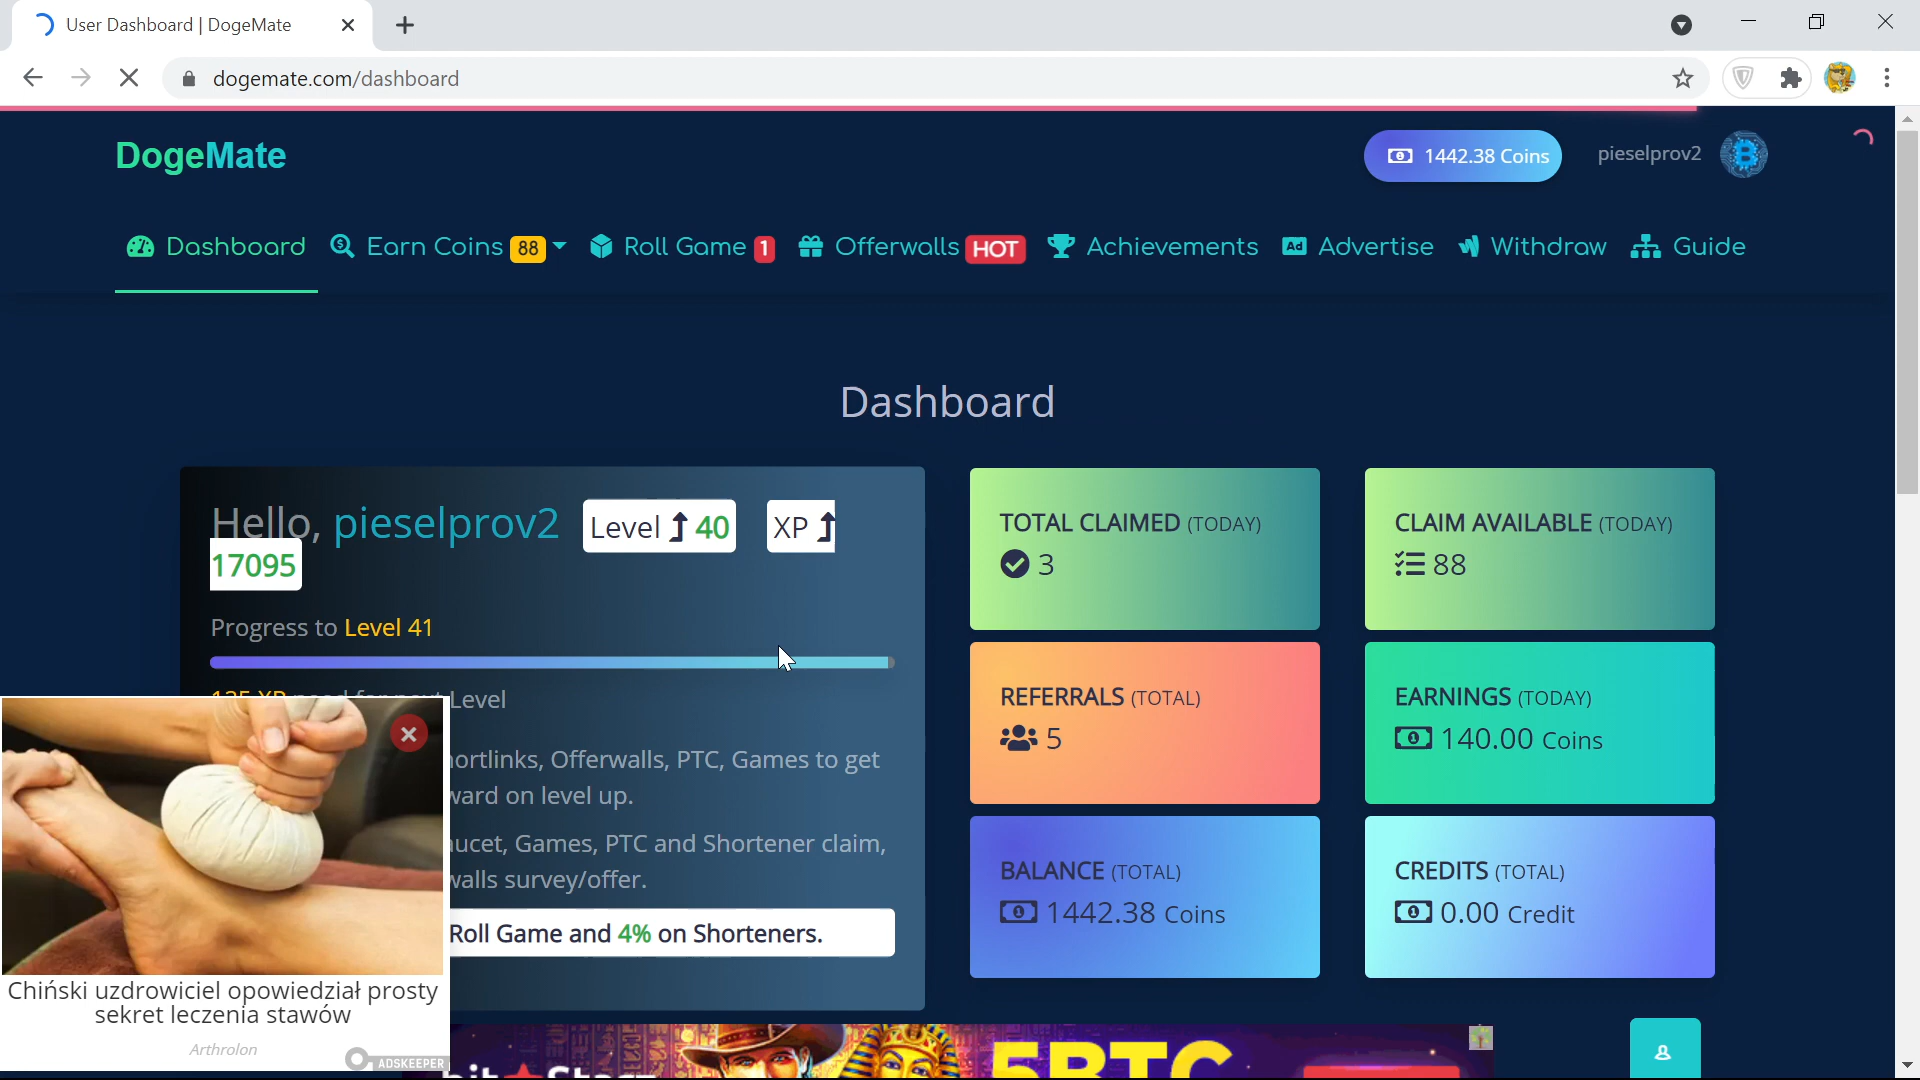 User Dashboard | DogeMate
dogemate.com/dashboard
DogeMate
1442.38 Coins
pieselprov2
Dashboard
Earn Coins 88
Roll Game 1
Offerwalls HOT
Achievements
Ad Advertise
Withdraw
Guide
Dashboard
Hello, pieselprov2 Level 40 XP
17095
Progress to Level 41
Level
hortlinks, Offerwalls, PTC, Games to get
ward on level up.
aucet, Games, PTC and Shortener claim,
walls survey/offer.
Roll Game and 4% on Shorteners.
TOTAL CLAIMED (TODAY)
3
CLAIM AVAILABLE (TODAY)
88
REFERRALS (TOTAL)
5
EARNINGS (TODAY)
140.00 Coins
BALANCE (TOTAL)
1442.38 Coins
CREDITS (TOTAL)
0.00 Credit
Chiński uzdrowiciel opowiedział prosty
sekret leczenia stawów
Arthrolon
ADSKEEPER
5BTC